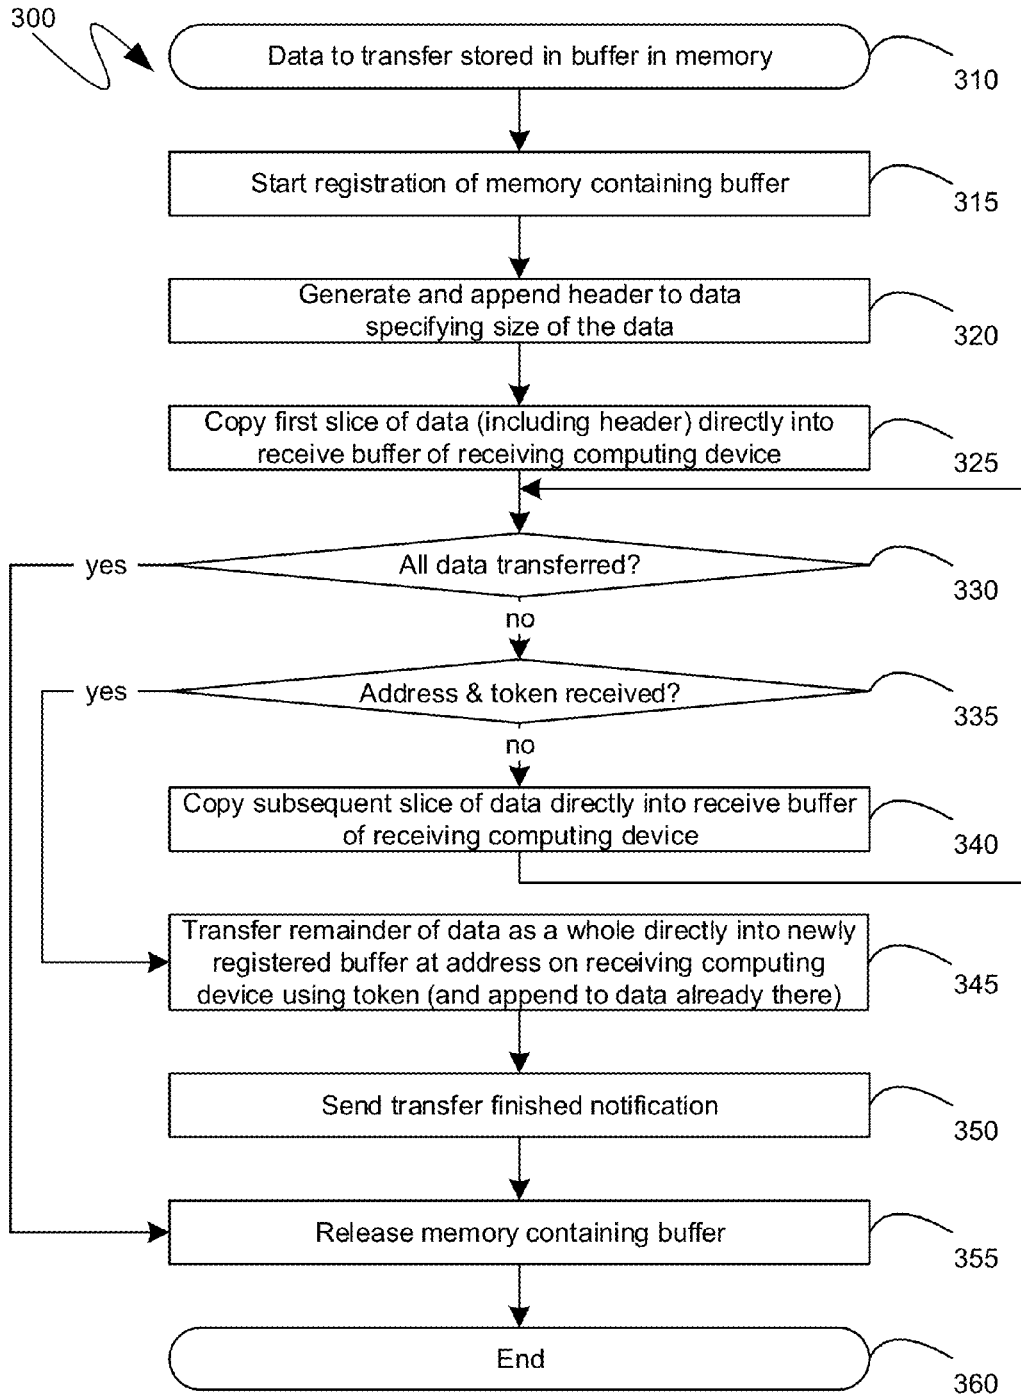 300
Data to transfer stored in buffer in memory
310
Start registration of memory containing buffer
315
Generate and append header to data
specifying size of the data
320
Copy first slice of data (including header) directly into
receive buffer of receiving computing device
325
yes
All data transferred?
330
no
yes
Address & token received?
335
no
Copy subsequent slice of data directly into receive buffer
of receiving computing device
340
Transfer remainder of data as a whole directly into newly
registered buffer at address on receiving computing
device using token (and append to data already there)
345
Send transfer finished notification
350
Release memory containing buffer
355
End
360